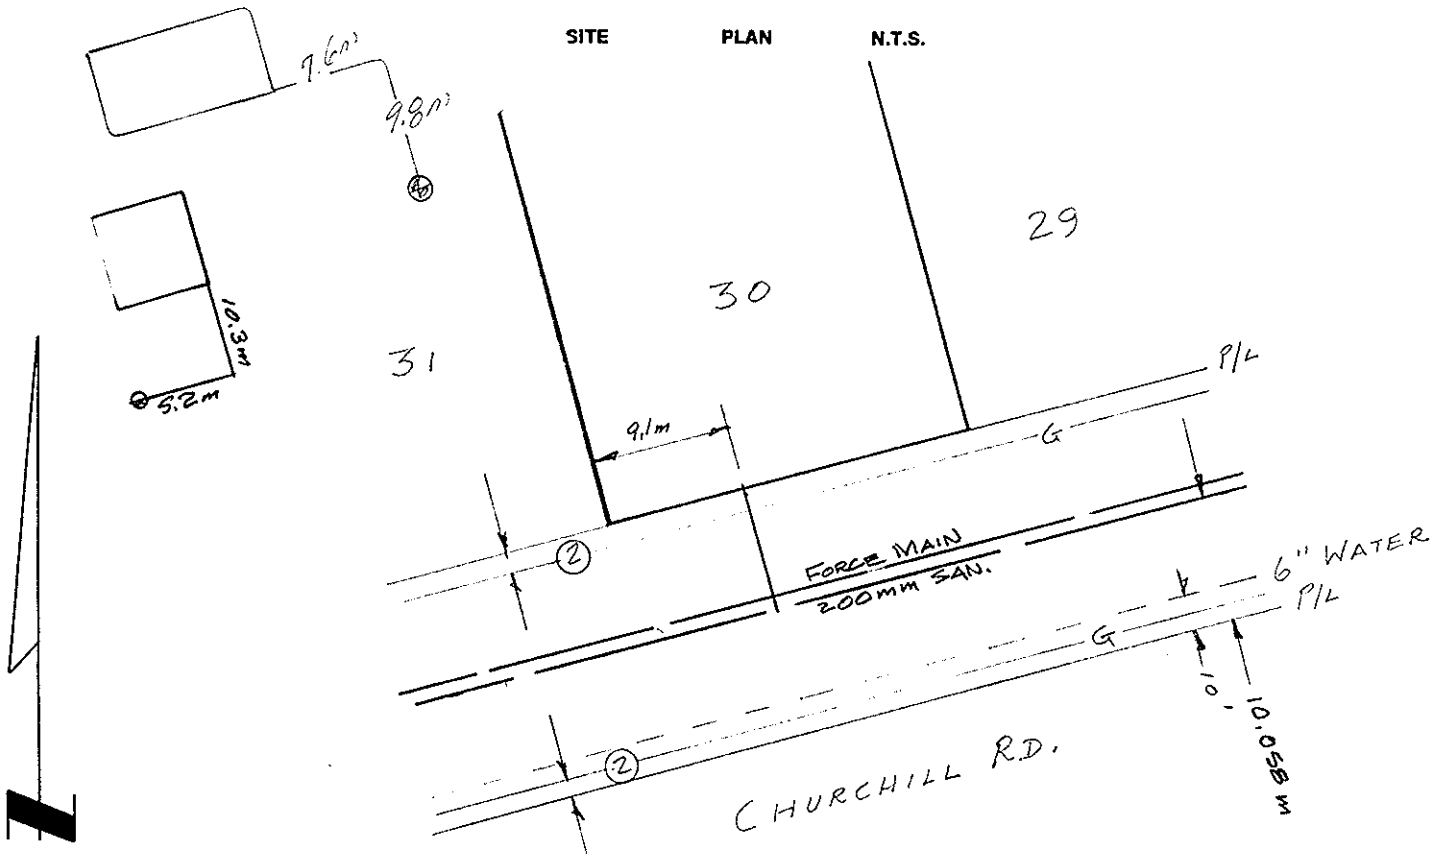 SITE PLAN N.T.S.
7.6m
9.8m
29
30
31
10.3m
5.2m
P/L
9.1m
G
2
FORCE MAIN
200mm SAN.
6" WATER
P/L
G
2
10'
10.058 m
CHURCHILL RD.